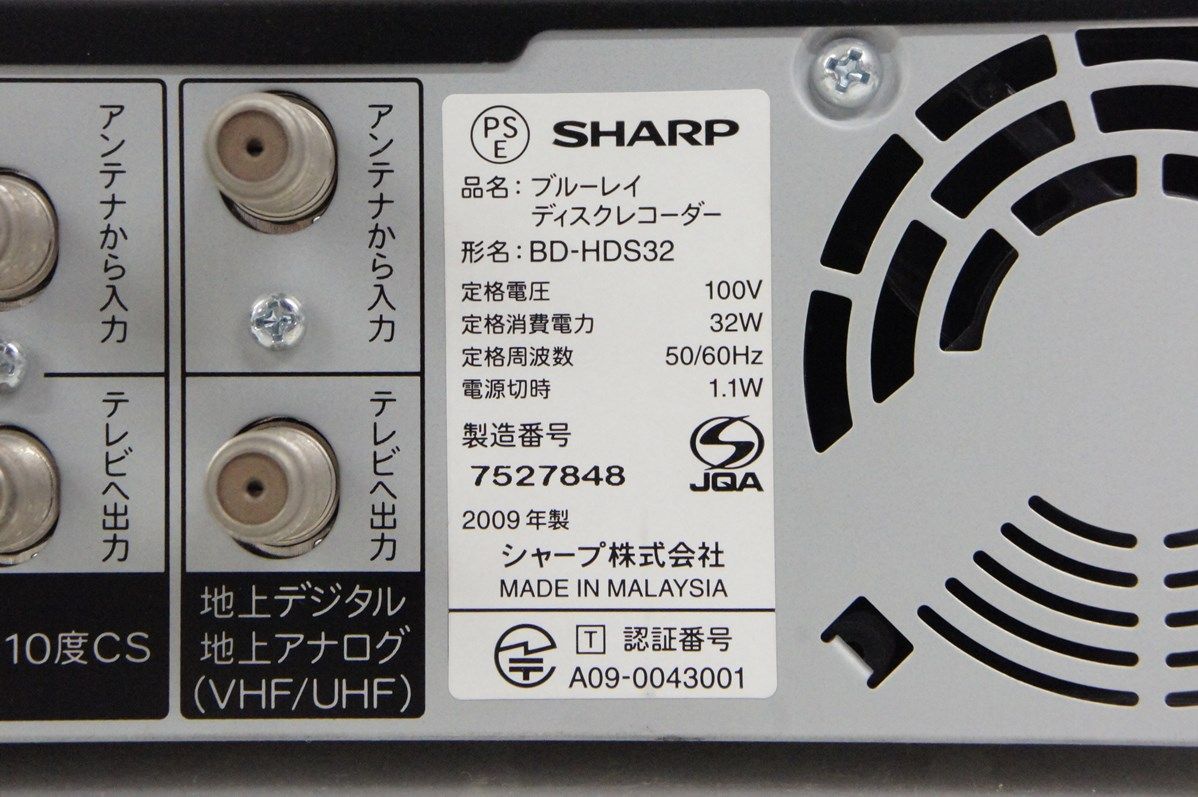 アンテナから入力
テレビへ出力
10度CS
アンテナから入力
テレビへ出力
地上デジタル
地上アナログ
(VHF/UHF)
PS
E
SHARP
品名：ブルーレイ
ディスクレコーダー
形名：BD-HDS32
定格電圧 100V
定格消費電力 32W
定格周波数 50/60Hz
電源切時 1.1W
製造番号
7527848
JQA
2009年製
シャープ株式会社
MADE IN MALAYSIA
T 認証番号
A09-0043001